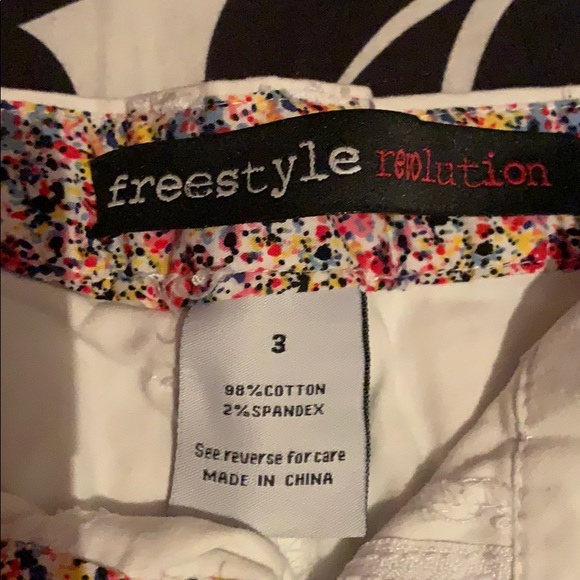 freestyle revolution
3
98%COTTON
2%SPANDEX
See reverse for care
MADE IN CHINA